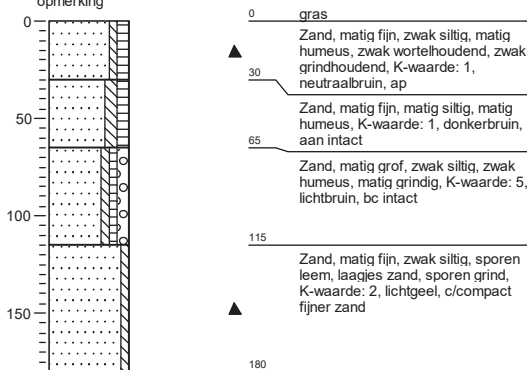 opmerking
0
50
100
150
0 gras
Zand, matig fijn, zwak siltig, matig
humeus, zwak wortelhoudend, zwak
grindhoudend, K-waarde: 1,
neutraalbruin, ap
30
Zand, matig fijn, matig siltig, matig
humeus, K-waarde: 1, donkerbruin,
aan intact
65
Zand, matig grof, zwak siltig, zwak
humeus, matig grindig, K-waarde: 5,
lichtbruin, bc intact
115
Zand, matig fijn, zwak siltig, sporen
leem, laagjes zand, sporen grind,
K-waarde: 2, lichtgeel, c/compact
fijner zand
180